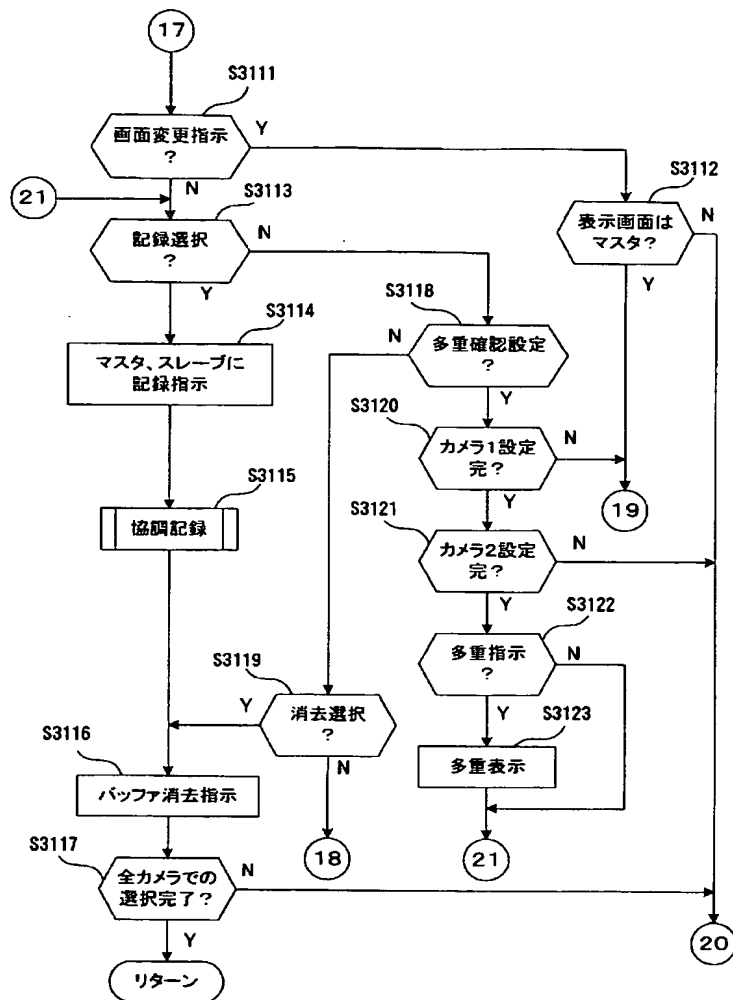 17
S3111
画面変更指示
?
Y
N
21
S3113
記録選択
?
N
Y
S3112
表示画面は
マスタ?
N
Y
S3114
マスタ、スレーブに
記録指示
S3118
多重確認設定
?
N
Y
S3120
カメラ1設定
完?
N
Y
19
S3115
協調記録
S3121
カメラ2設定
完?
N
Y
S3122
多重指示
?
N
Y
S3119
消去選択
?
Y
N
S3123
多重表示
S3116
バッファ消去指示
18
21
S3117
全カメラでの
選択完了?
N
Y
20
リターン